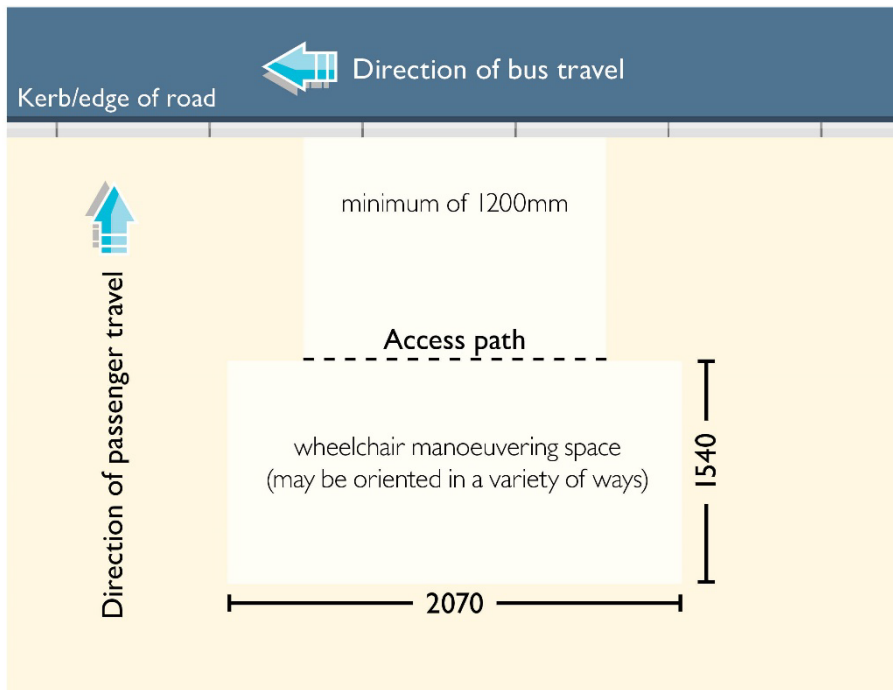 Direction of bus travel
Kerb/edge of road
minimum of 1200mm
Direction of passenger travel
Access path
wheelchair manoeuvering space
(may be oriented in a variety of ways)
1540
2070